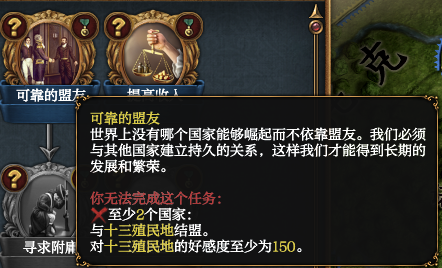 可靠的盟友
提高收入
克
可靠的盟友
世界上没有哪个国家能够崛起而不依靠盟友。我们必须
与其他国家建立持久的关系，这样我们才能得到长期的
发展和繁荣。
你无法完成这个任务：
至少2个国家：
与十三殖民地结盟。
对十三殖民地的好感度至少为150。
寻求附庸